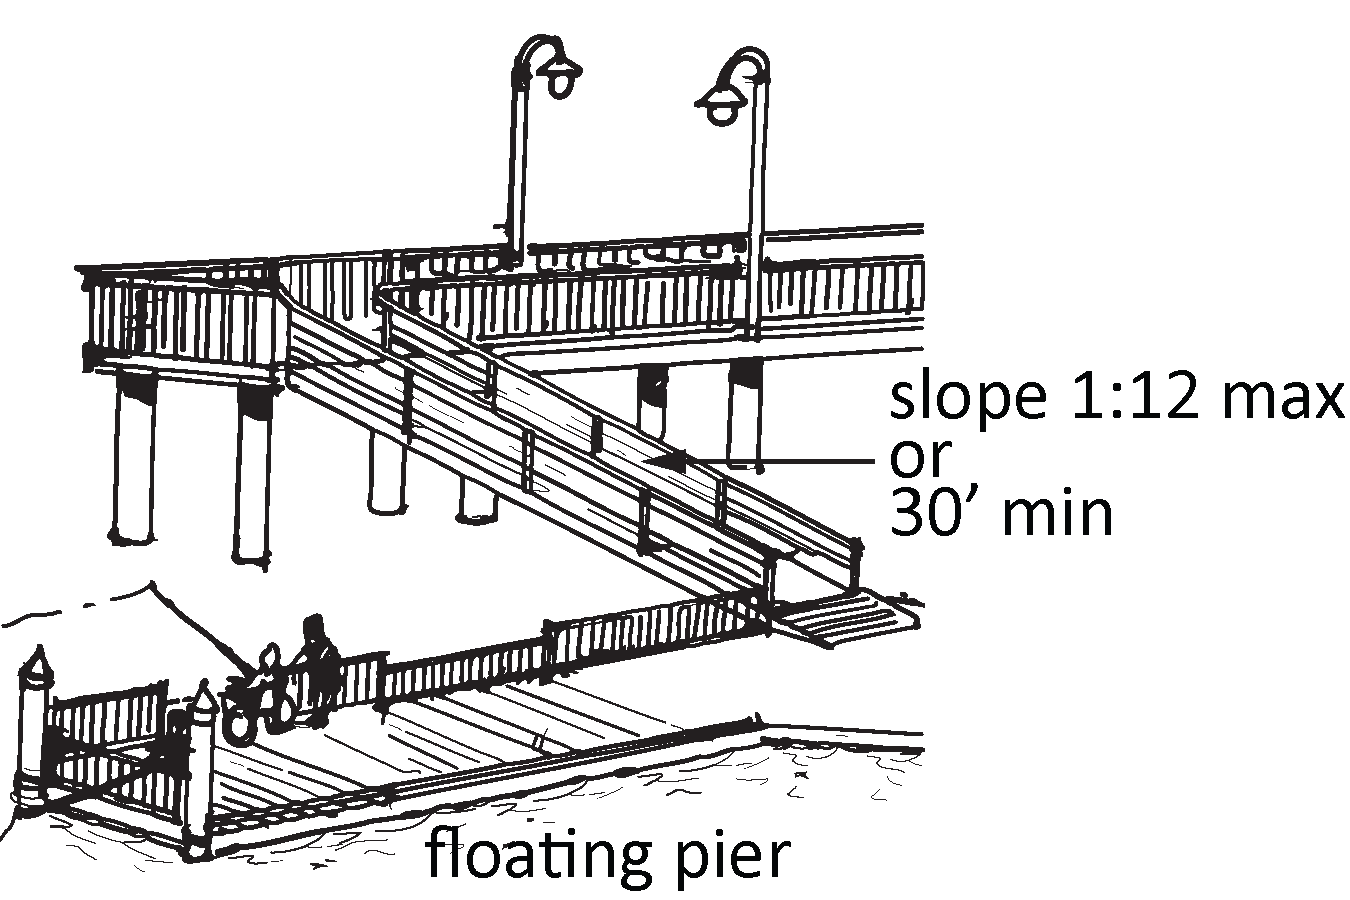 slope 1:12 max
or
30’ min
floating pier